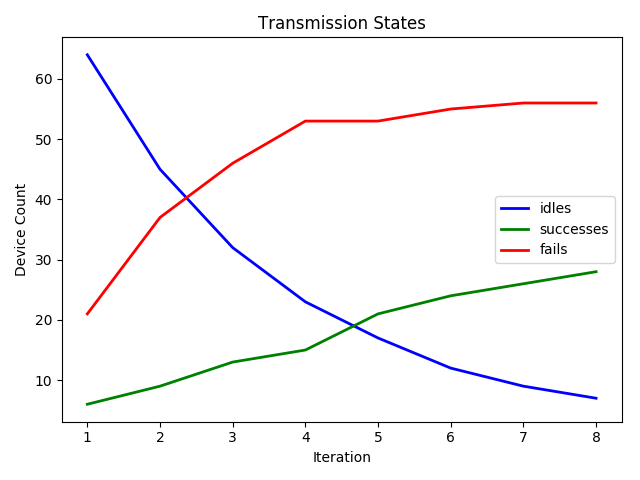 Transmission States
Device Count
60
50
40
30
20
10
idles
successes
fails
1 2 3 4 5 6 7 8
Iteration